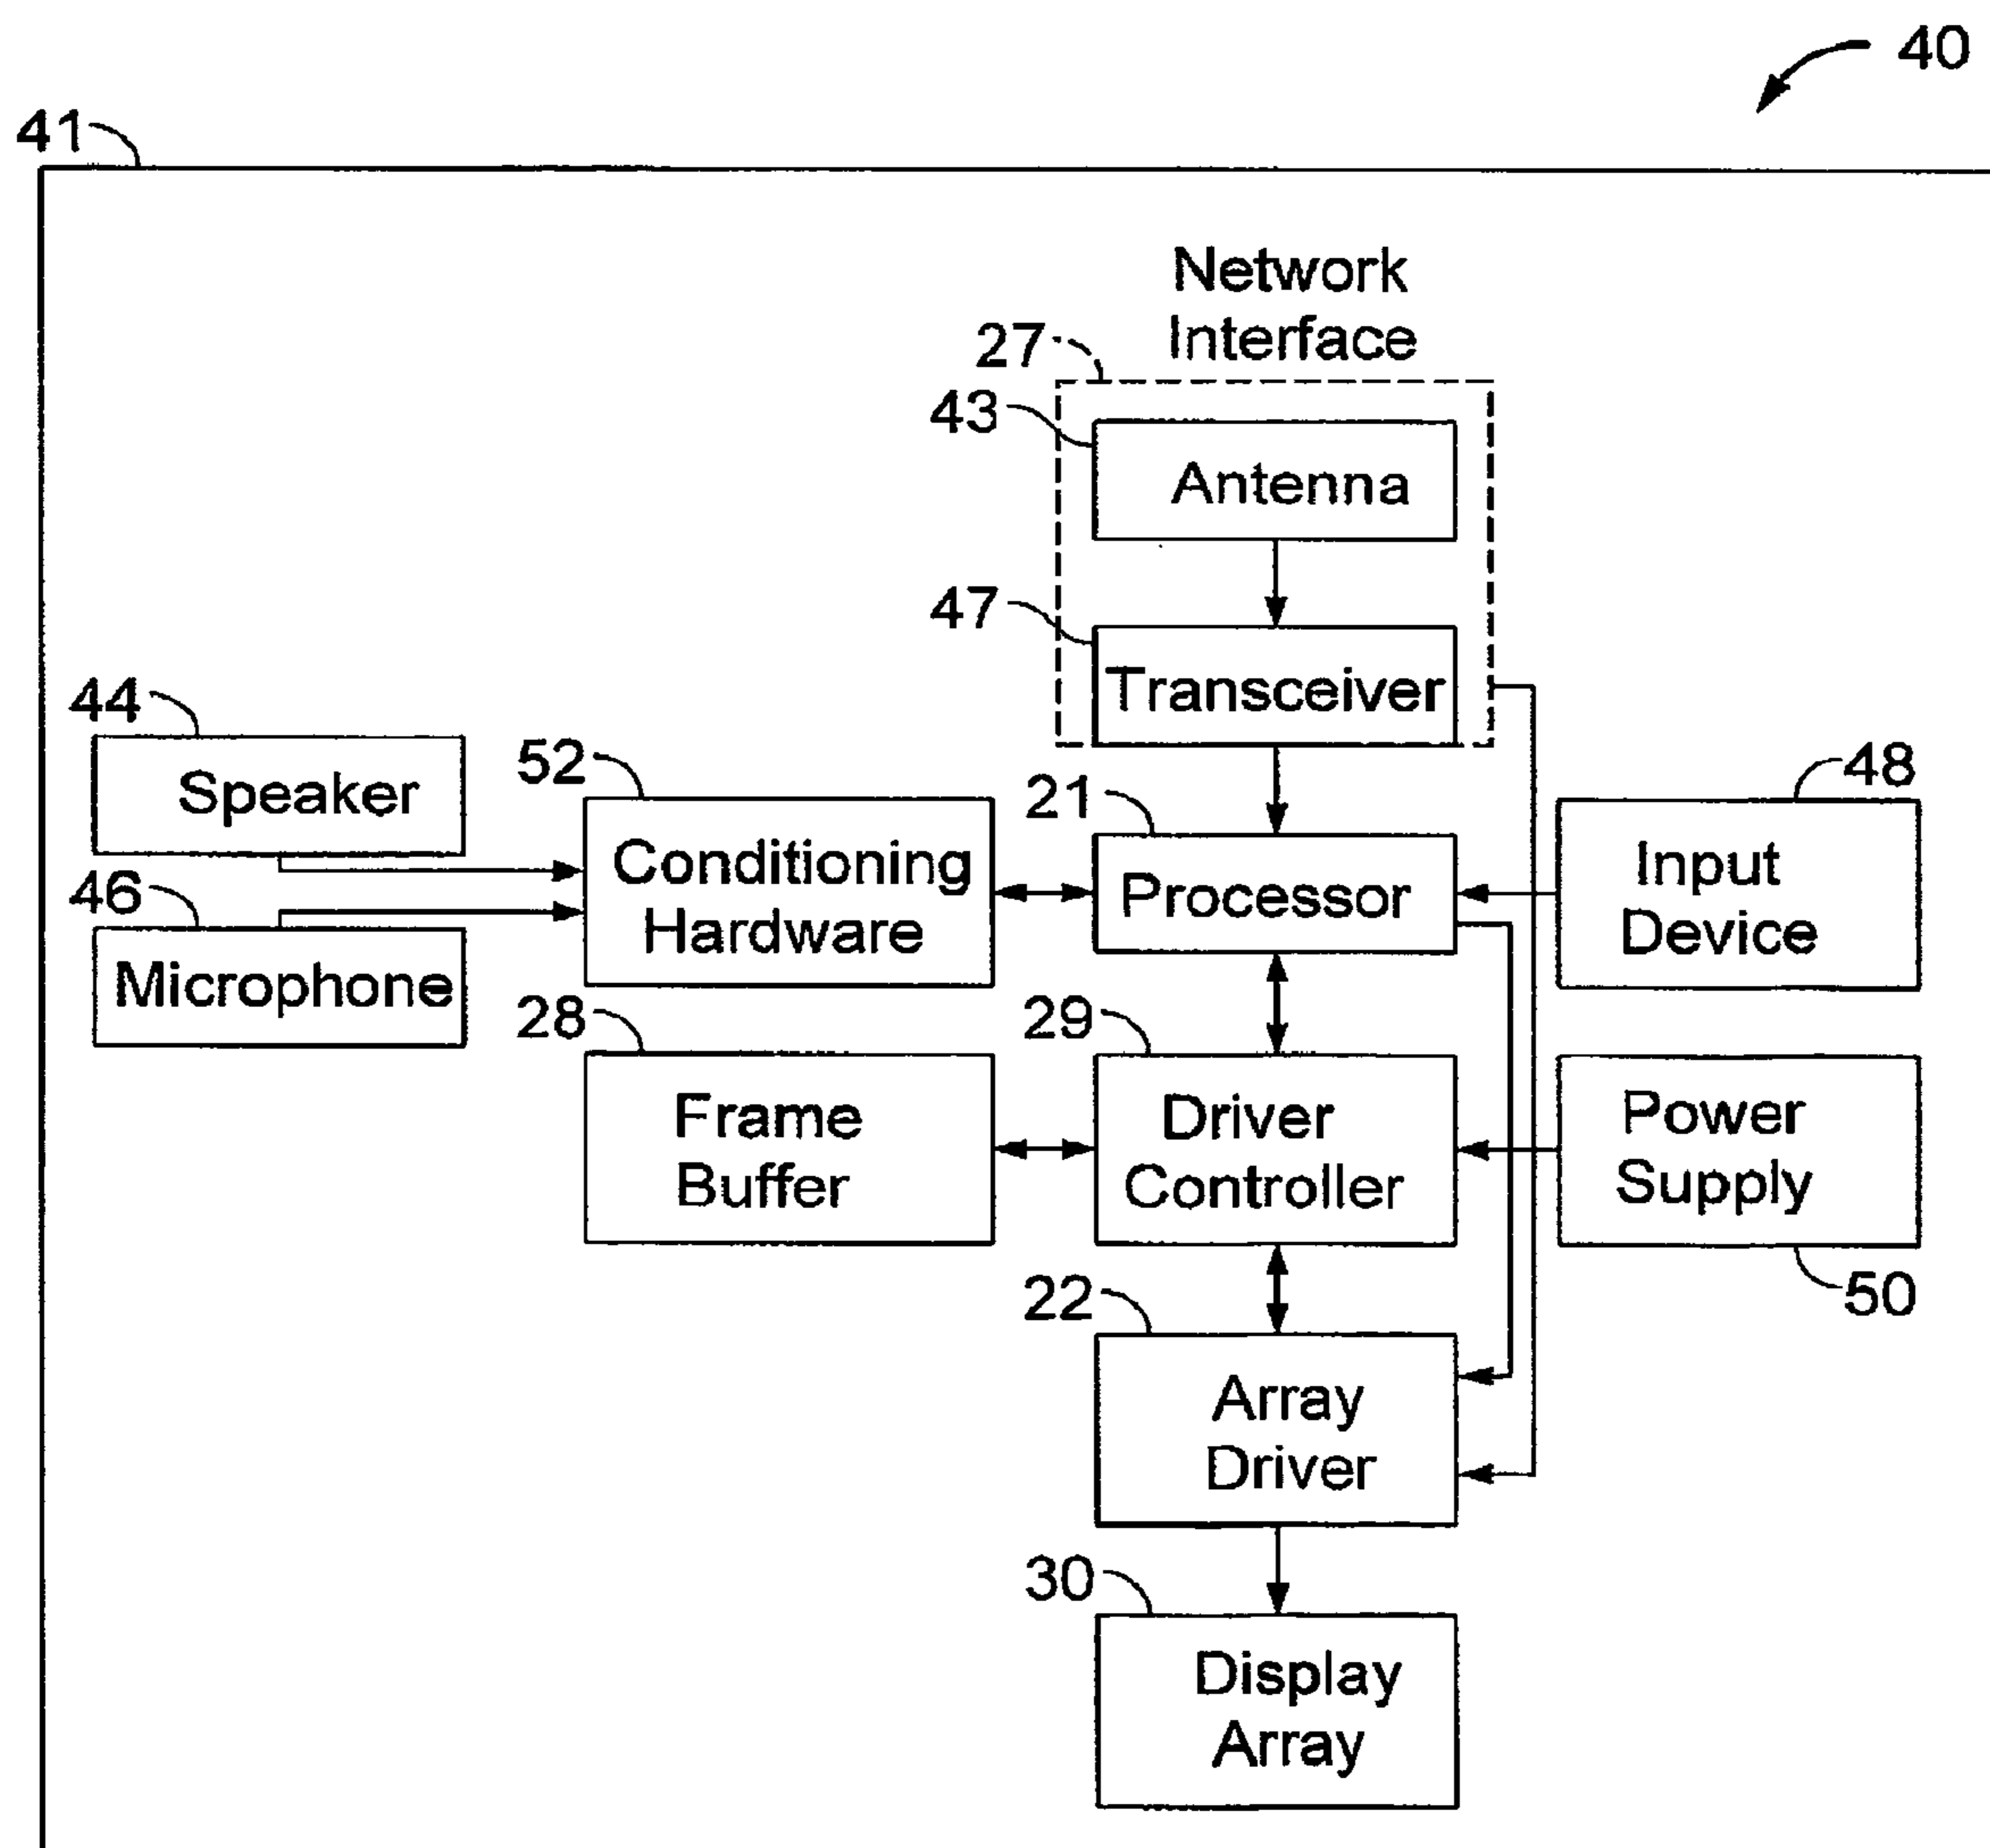 40
41
Network
Interface
27
43
Antenna
47
Transceiver
44
Speaker
52
Conditioning
Hardware
21
Processor
48
Input
Device
46
Microphone
28
Frame
Buffer
29
Driver
Controller
Power
Supply
50
22
Array
Driver
30
Display
Array